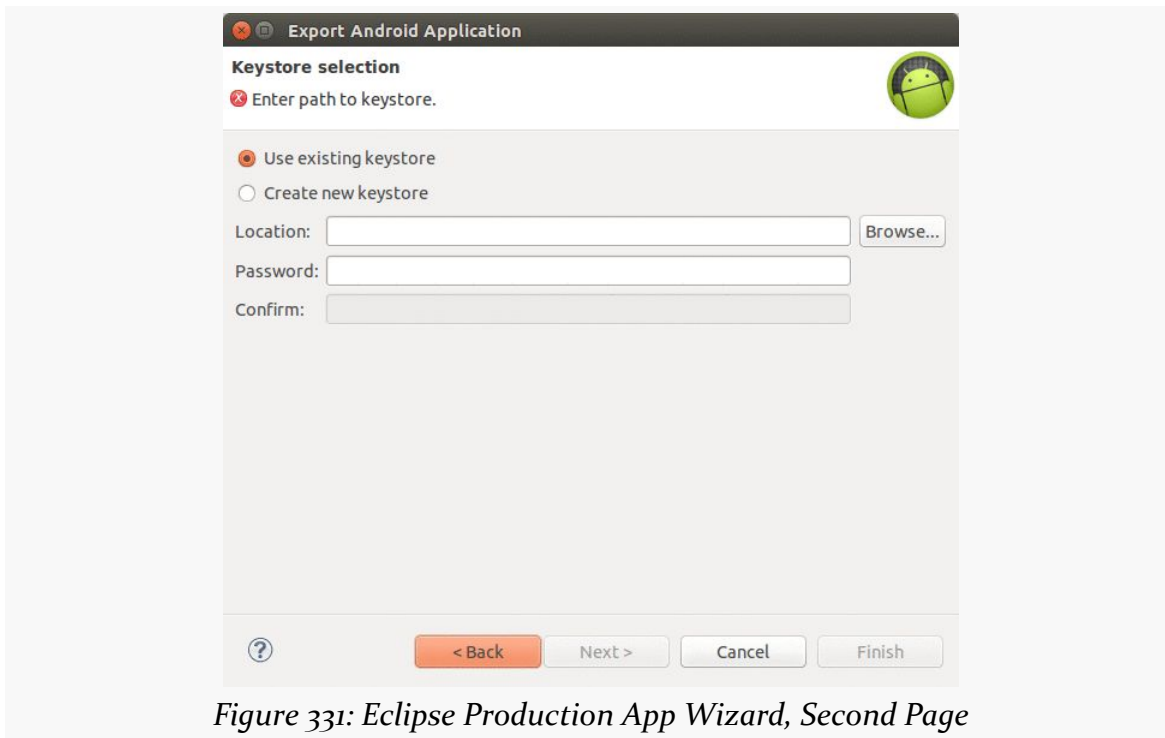 Export Android Application
Keystore selection
Enter path to keystore.
Use existing keystore
Create new keystore
Location: Browse...
Password:
Confirm:
? < Back Next > Cancel Finish
Figure 331: Eclipse Production App Wizard, Second Page